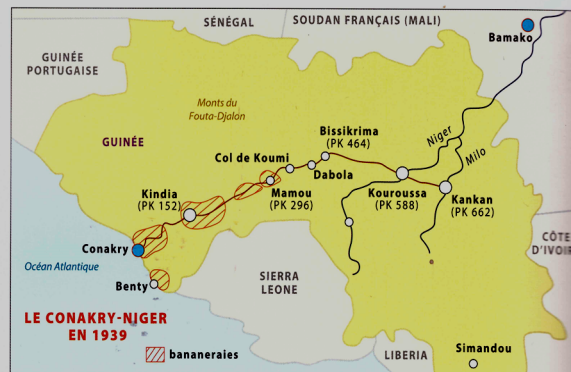 SÉNÉGAL
SOUDAN FRANÇAIS (MALI)
Bamako
GUINÉE
PORTUGAISE
Monts du
Fouta-Djalon
GUINÉE
Bissikrima
(PK 464)
Niger
Milo
Col de Koumi
Dabola
Kindia
(PK 152)
Mamou
(PK 296)
Kouroussa
(PK 588)
Kankan
(PK 662)
Conakry
Océan Atlantique
CÔTE
D'IVOIR
Benty
SIERRA
LEONE
LE CONAKRY-NIGER
EN 1939
bananeraies
LIBERIA
Simandou